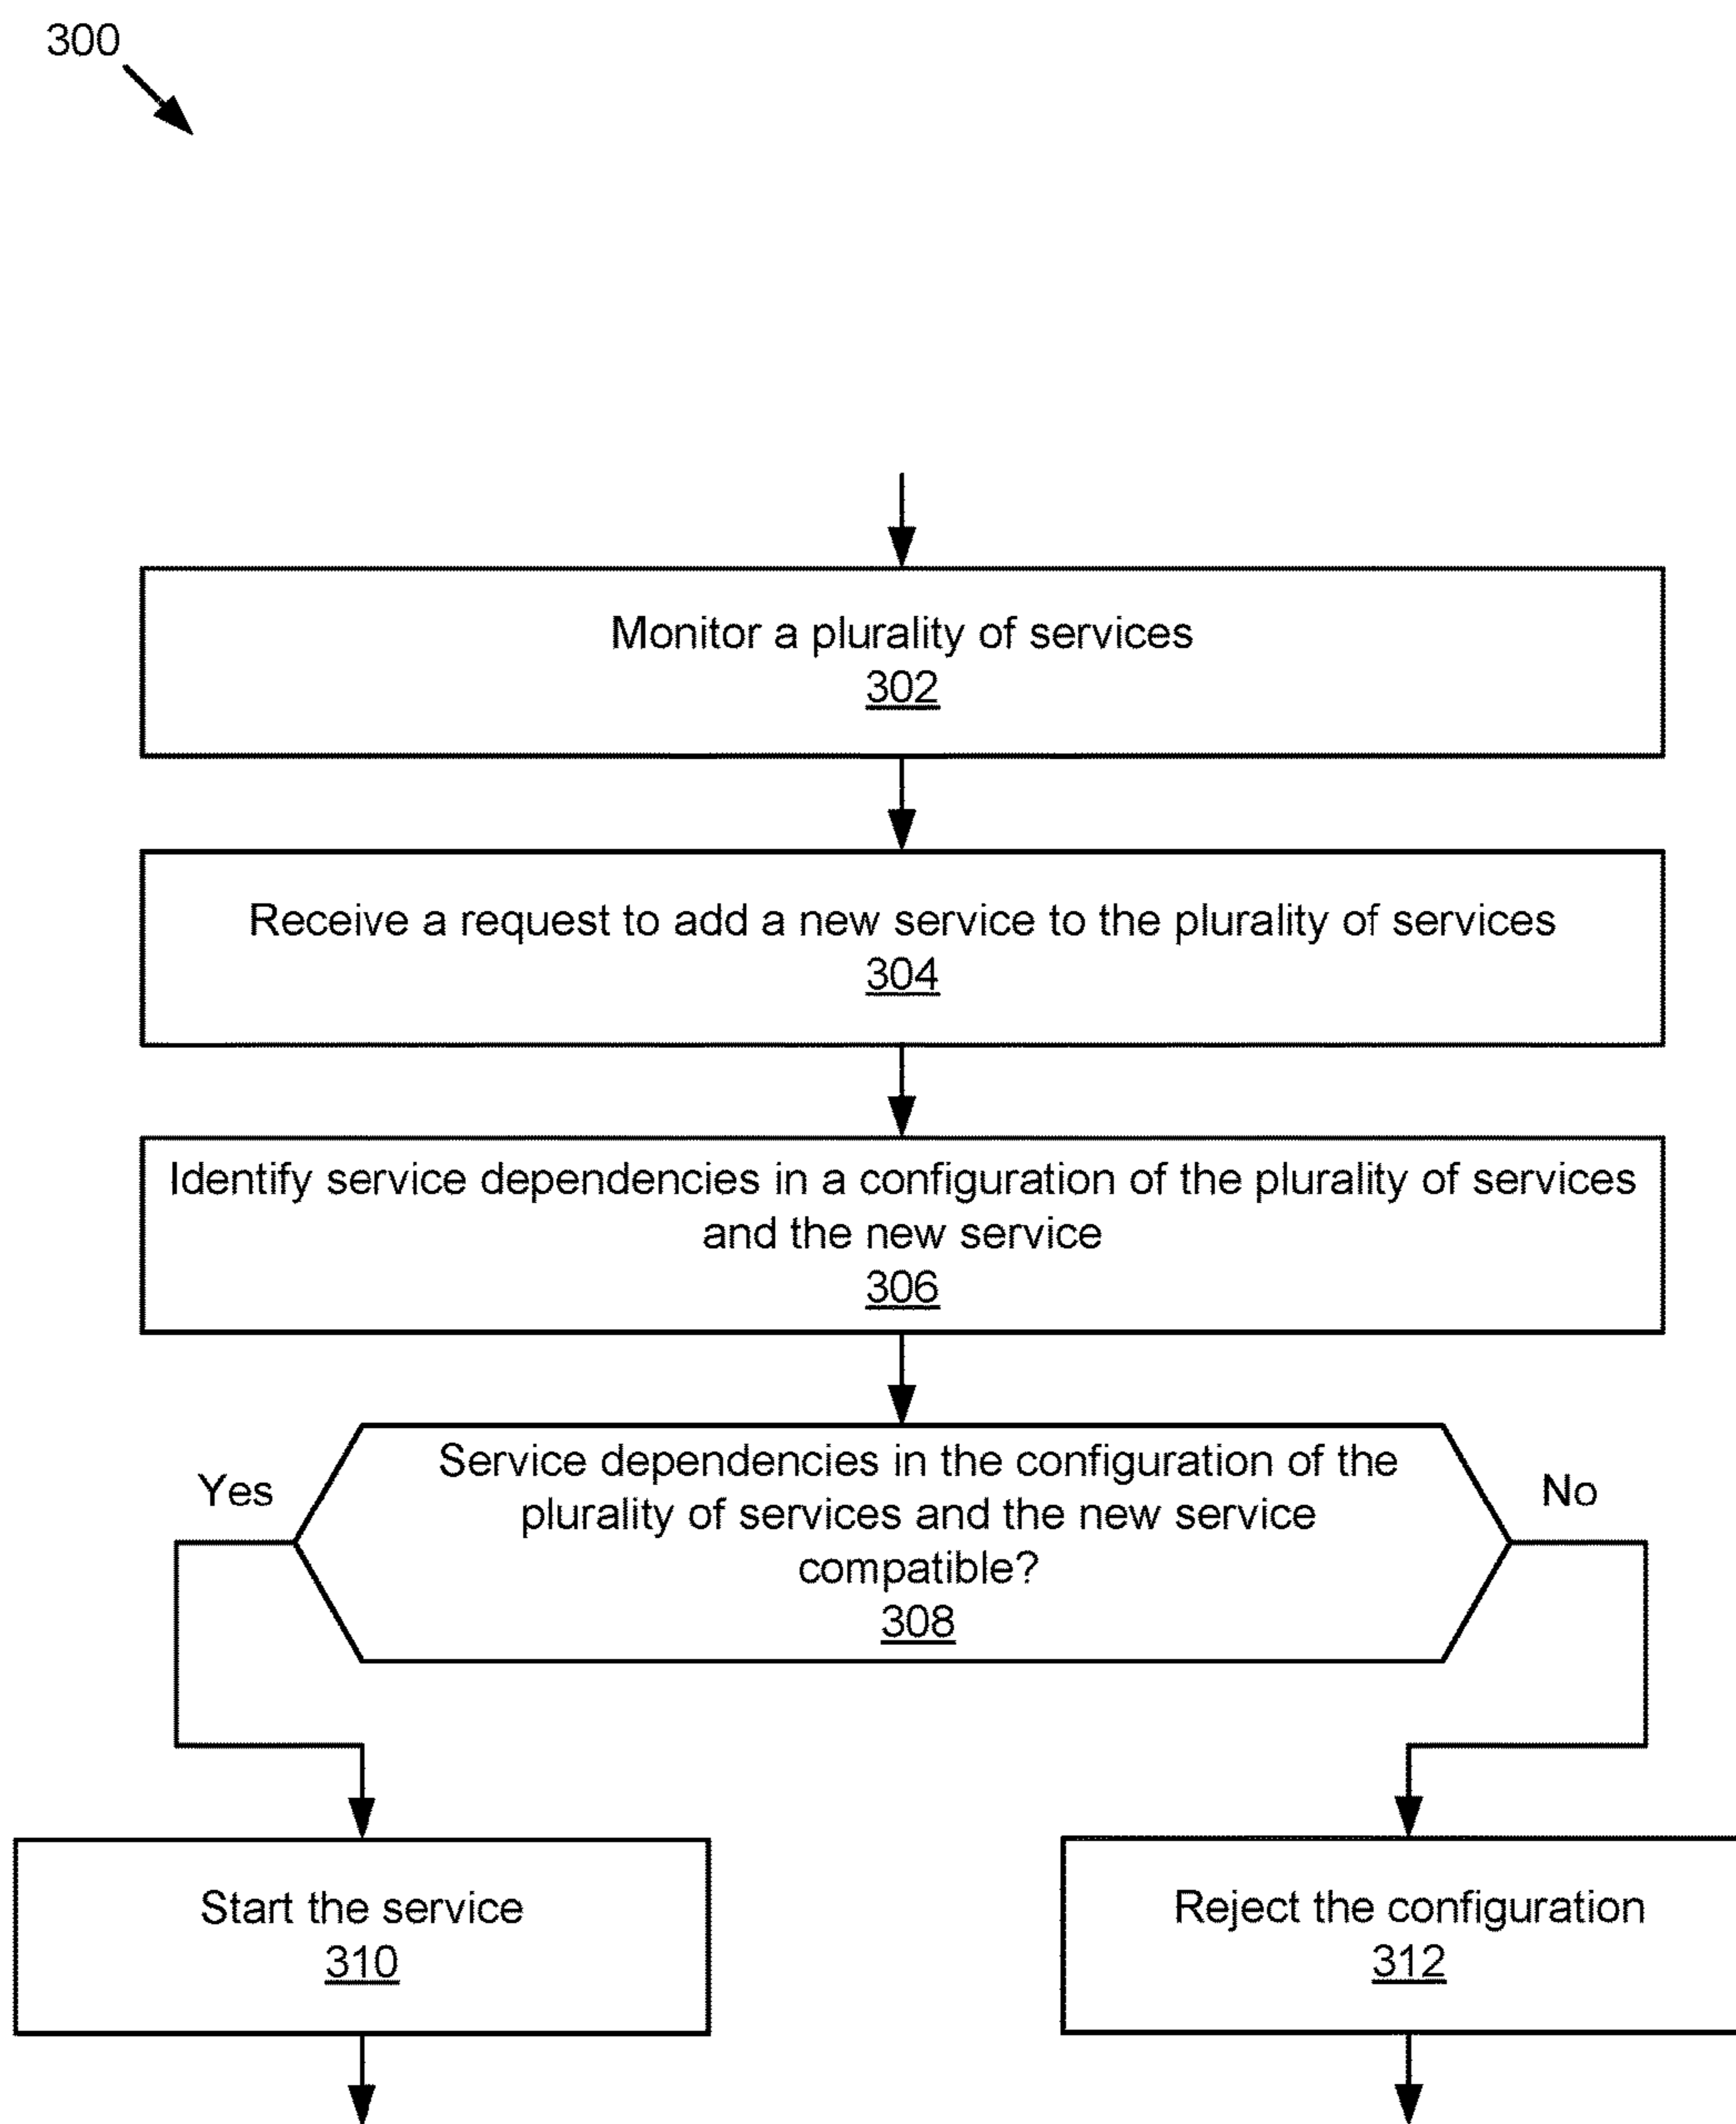 300
Monitor a plurality of services
302
Receive a request to add a new service to the plurality of services
304
Identify service dependencies in a configuration of the plurality of services
and the new service
306
Service dependencies in the configuration of the
plurality of services and the new service
compatible?
308
Yes
No
Start the service
310
Reject the configuration
312